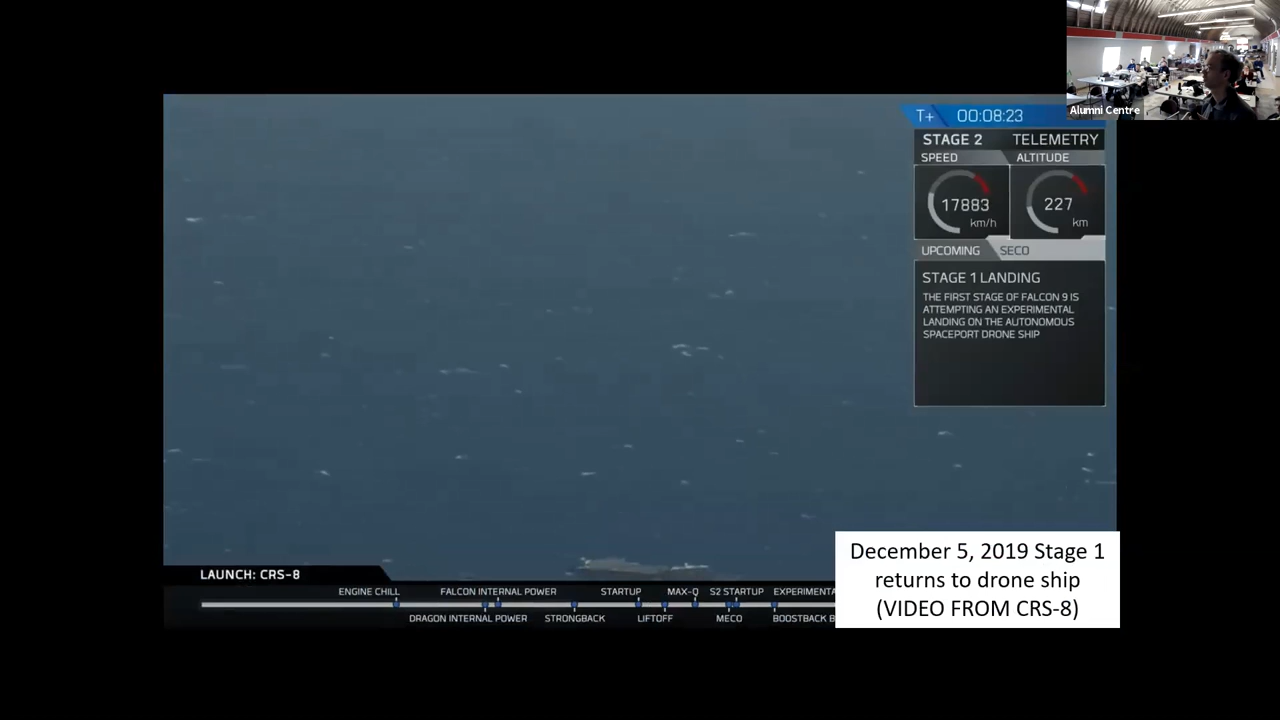 Alumni Centre
T+ 00:08:23
STAGE 2 TELEMETRY
SPEED ALTITUDE
17883 227
km/h km
UPCOMING SECO
STAGE 1 LANDING
THE FIRST STAGE OF FALCON 9 IS
ATTEMPTING AN EXPERIMENTAL
LANDING ON THE AUTONOMOUS
SPACEPORT DRONE SHIP
December 5, 2019 Stage 1
returns to drone ship
(VIDEO FROM CRS-8)
LAUNCH: CRS-8
ENGINE CHILL FALCON INTERNAL POWER STARTUP MAX-Q S2 STARTUP EXPERIMENTA
DRAGON INTERNAL POWER STRONGBACK LIFTOFF MECO BOOSTBACK B